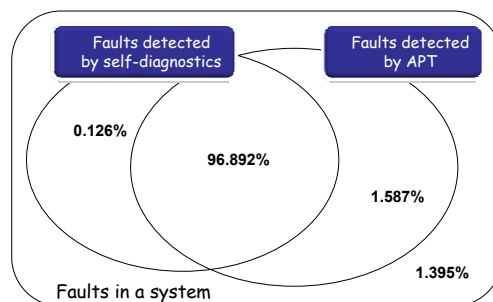 Faults detected
by self-diagnostics
Faults detected
by APT
0.126%
96.892%
1.587%
1.395%
Faults in a system